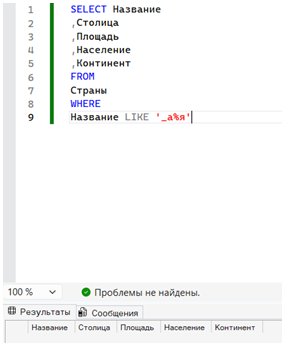 1 SELECT Название
2 ,Столица
3 ,Площадь
4 ,Население
5 ,Континент
6 FROM
7 Страны
8 WHERE
9 Название LIKE '_а%я'
100 % Проблемы не найдены.
Результаты Сообщения
Название Столица Площадь Население Континент